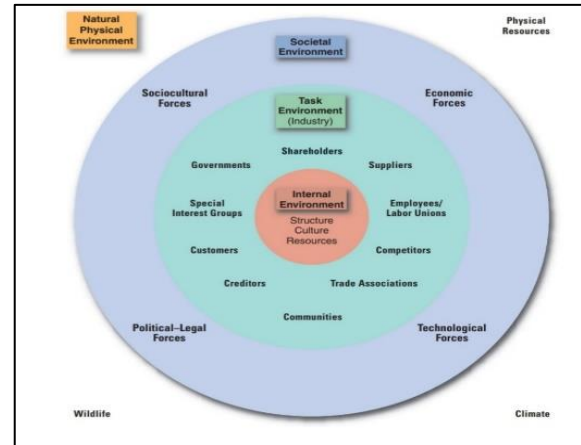 Natural
Physical
Environment
Physical
Resources
Societal
Environment
Sociocultural
Forces
Economic
Forces
Task
Environment
(Industry)
Shareholders
Governments
Suppliers
Special
Interest Groups
Internal
Environment
Structure
Culture
Resources
Employees/
Labor Unions
Customers
Competitors
Creditors
Trade Associations
Communities
Political–Legal
Forces
Technological
Forces
Wildlife
Climate